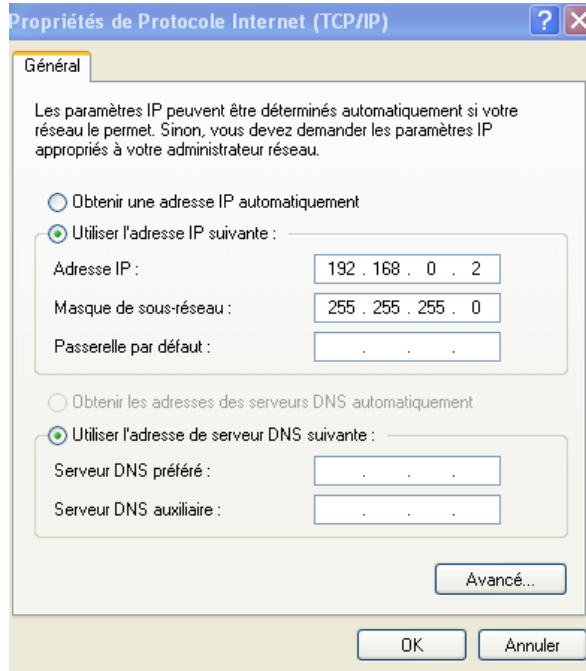 Propriétés de Protocole Internet (TCP/IP)
Général
Les paramètres IP peuvent être déterminés automatiquement si votre
réseau le permet. Sinon, vous devez demander les paramètres IP
appropriés à votre administrateur réseau.
Obtenir une adresse IP automatiquement
Utiliser l'adresse IP suivante :
Adresse IP : 192 . 168 . 0 . 2
Masque de sous-réseau : 255 . 255 . 255 . 0
Passerelle par défaut : . . .
Obtenir les adresses des serveurs DNS automatiquement
Utiliser l'adresse de serveur DNS suivante :
Serveur DNS préféré : . . .
Serveur DNS auxiliaire : . . .
Avancé...
OK Annuler